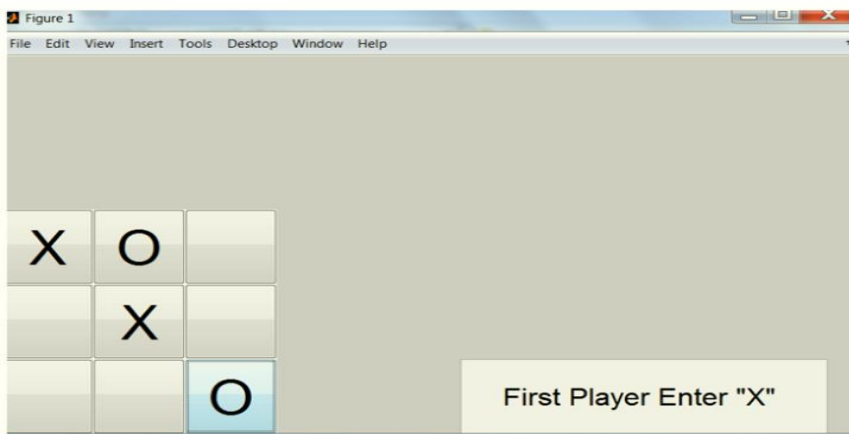 Figure 1
File Edit View Insert Tools Desktop Window Help
X O
X
O
First Player Enter "X"